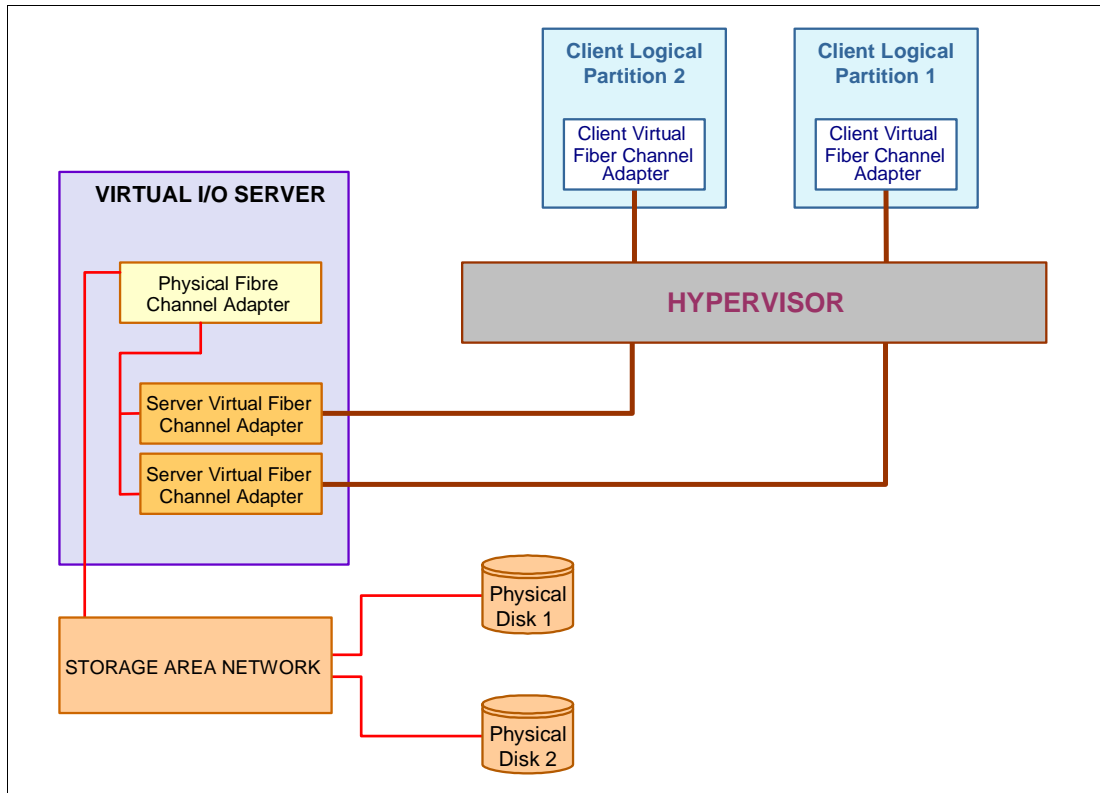 Client Logical
Partition 2
Client Virtual
Fiber Channel
Adapter
Client Logical
Partition 1
Client Virtual
Fiber Channel
Adapter
VIRTUAL I/O SERVER
Physical Fibre
Channel Adapter
HYPERVISOR
Server Virtual Fiber
Channel Adapter
Server Virtual Fiber
Channel Adapter
Physical
Disk 1
STORAGE AREA NETWORK
Physical
Disk 2